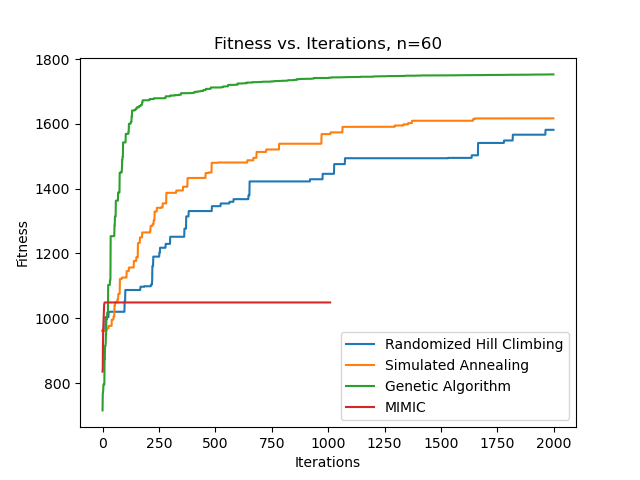 Fitness vs. Iterations, n=60
Fitness
1800
1600
1400
1200
1000
800
0 250 500 750 1000 1250 1500 1750 2000
Iterations
Randomized Hill Climbing
Simulated Annealing
Genetic Algorithm
MIMIC